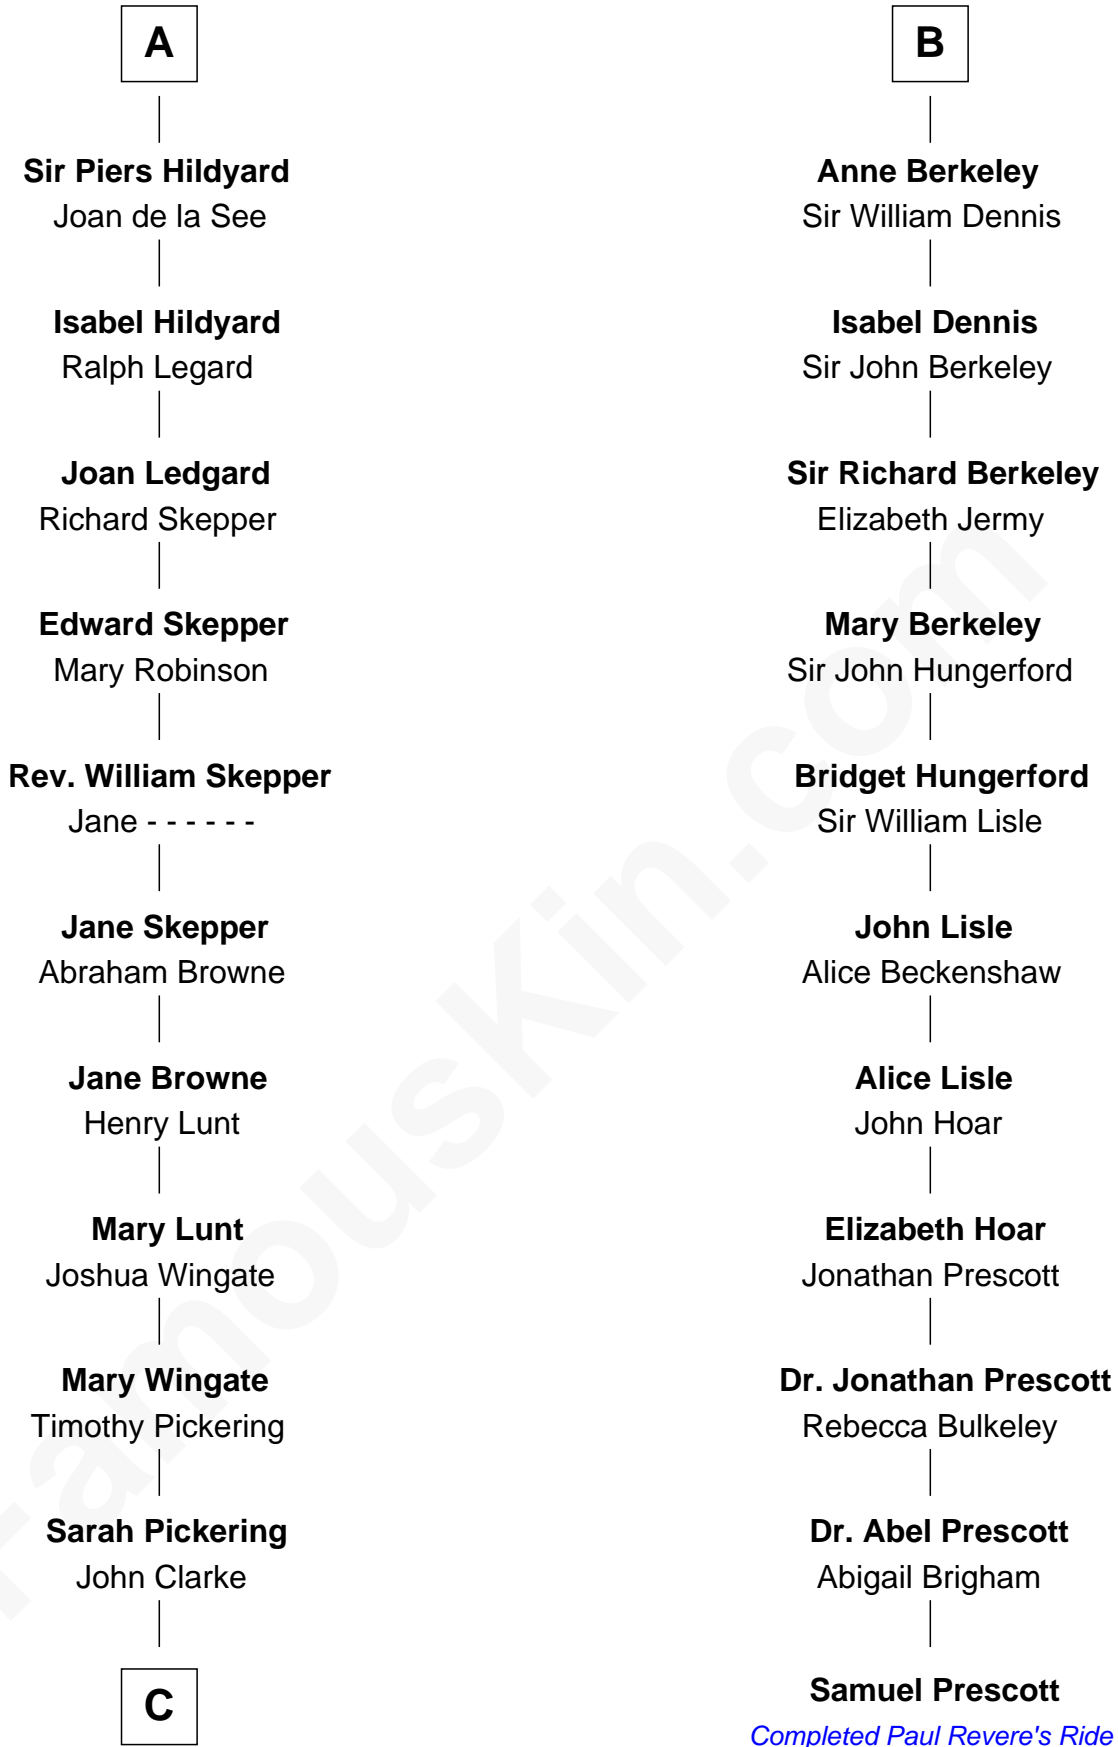 A
Sir Piers Hildyard
Joan de la See
Isabel Hildyard
Ralph Legard
Joan Ledgard
Richard Skepper
Edward Skepper
Mary Robinson
Rev. William Skepper
Jane - - - - - -
Jane Skepper
Abraham Browne
Jane Browne
Henry Lunt
Mary Lunt
Joshua Wingate
Mary Wingate
Timothy Pickering
Sarah Pickering
John Clarke
C
B
Anne Berkeley
Sir William Dennis
Isabel Dennis
Sir John Berkeley
Sir Richard Berkeley
Elizabeth Jermy
Mary Berkeley
Sir John Hungerford
Bridget Hungerford
Sir William Lisle
John Lisle
Alice Beckenshaw
Alice Lisle
John Hoar
Elizabeth Hoar
Jonathan Prescott
Dr. Jonathan Prescott
Rebecca Bulkeley
Dr. Abel Prescott
Abigail Brigham
Samuel Prescott
Completed Paul Revere's Ride
FamousKin.com